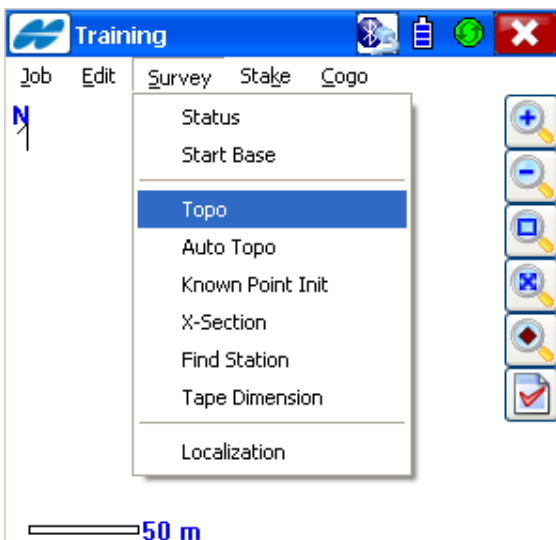 Training
Job Edit Survey Stake Cogo
N
Status
Start Base
Topo
Auto Topo
Known Point Init
X-Section
Find Station
Tape Dimension
Localization
50 m